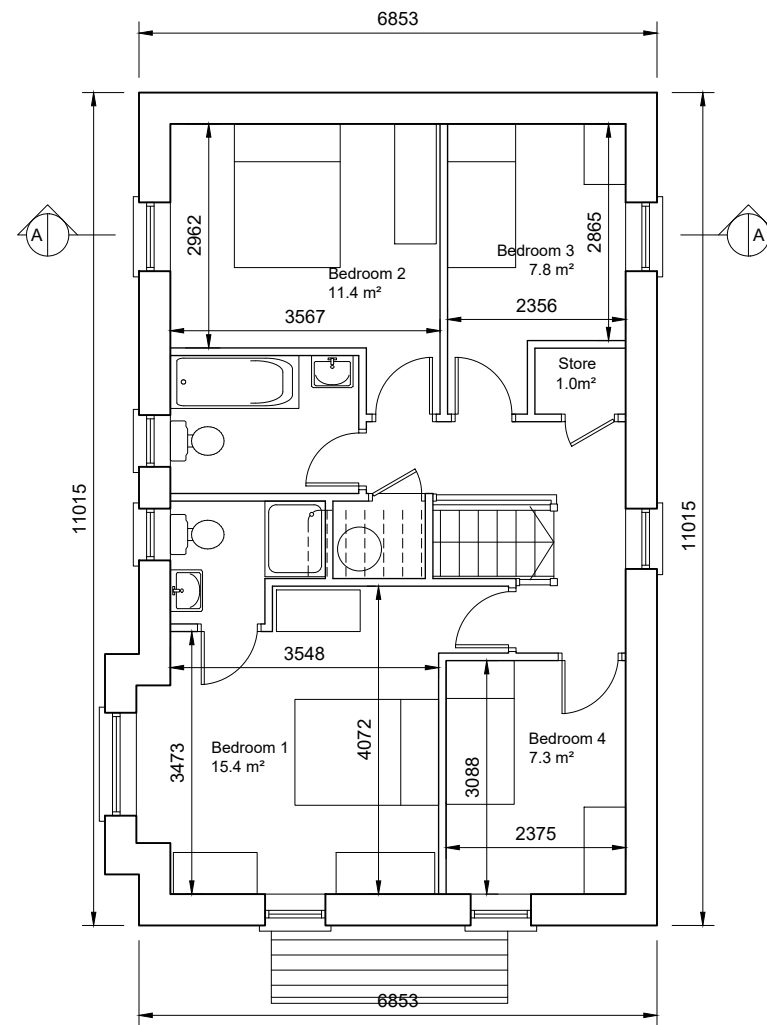 6853
A
A
2962
2865
Bedroom 3
7.8 m²
Bedroom 2
11.4 m²
3567
2356
Store
1.0m²
11015
11015
3548
4072
3473
3088
Bedroom 1
15.4 m²
Bedroom 4
7.3 m²
2375
6853